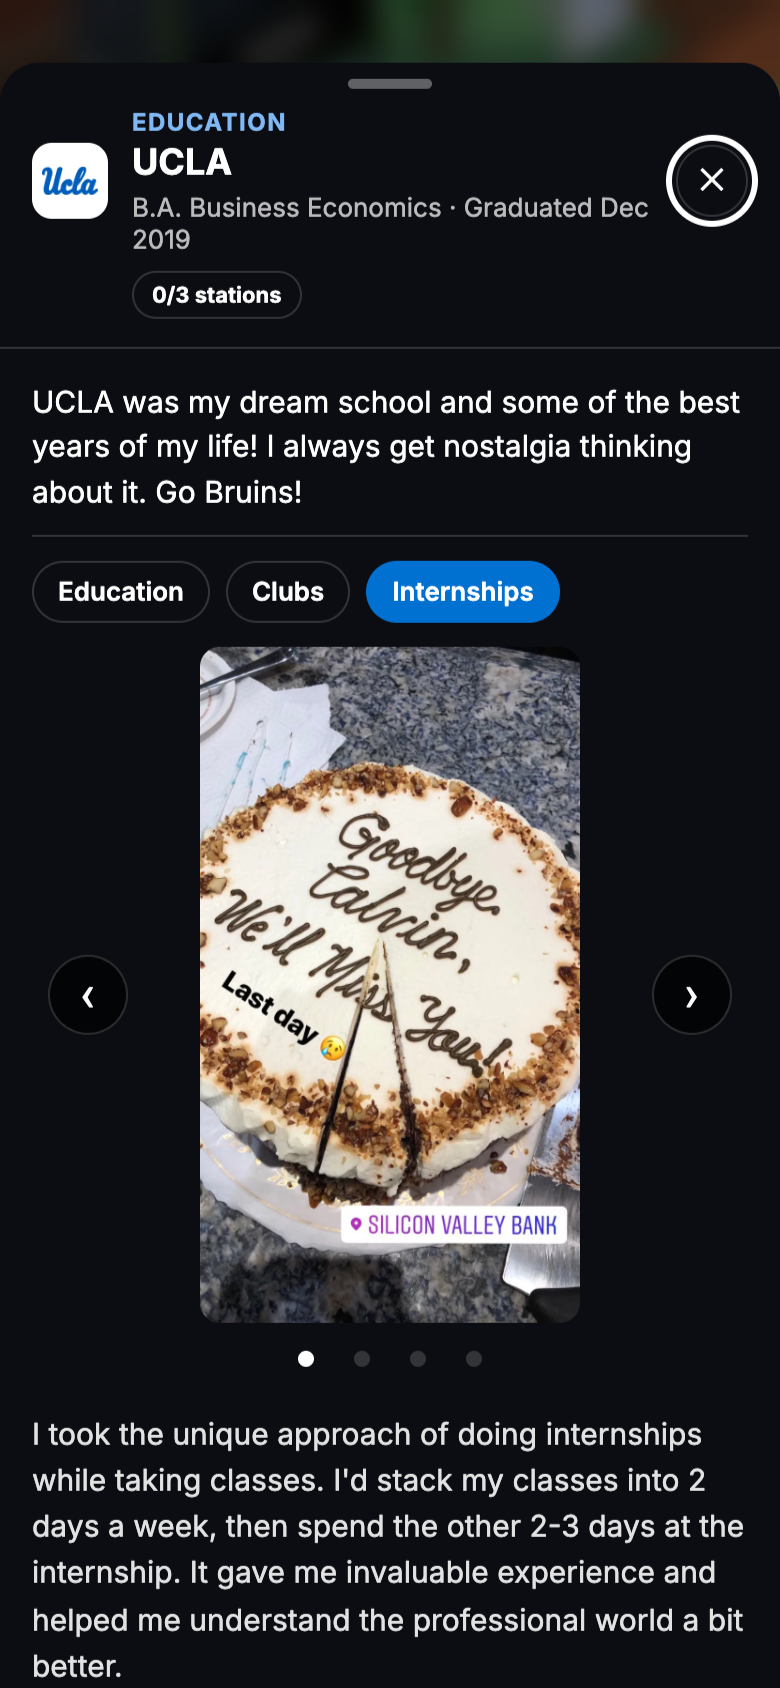 EDUCATION
Ucla
UCLA
B.A. Business Economics · Graduated Dec
2019
0/3 stations
UCLA was my dream school and some of the best
years of my life! I always get nostalgia thinking
about it. Go Bruins!
Education Clubs Internships
Goodbye
Calvin,
We'll Miss You!
Last day 😢
SILICON VALLEY BANK
I took the unique approach of doing internships
while taking classes. I'd stack my classes into 2
days a week, then spend the other 2-3 days at the
internship. It gave me invaluable experience and
helped me understand the professional world a bit
better.